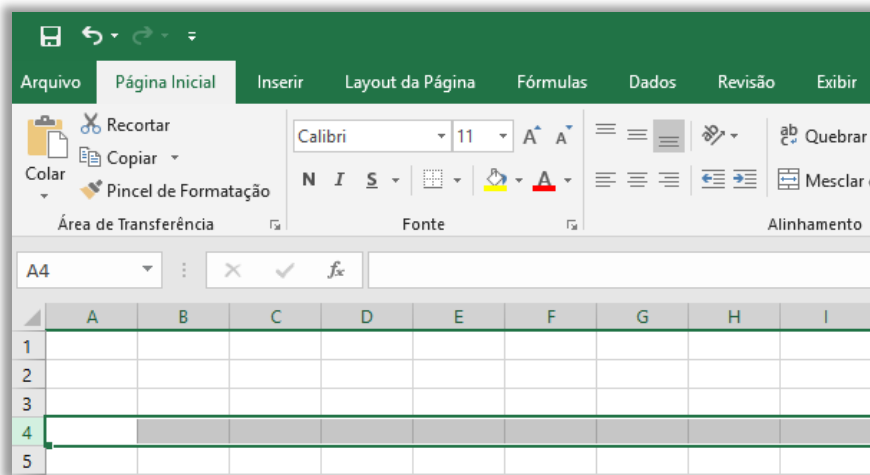 Arquivo Página Inicial Inserir Layout da Página Fórmulas Dados Revisão Exibir
Colar
Recortar
Copiar
Pincel de Formatação
Área de Transferência
Calibri 11 A A
N I S A
Fonte
ab Quebrar
Mesclar
Alinhamento
A4 fx
A B C D E F G H I
1
2
3
4
5